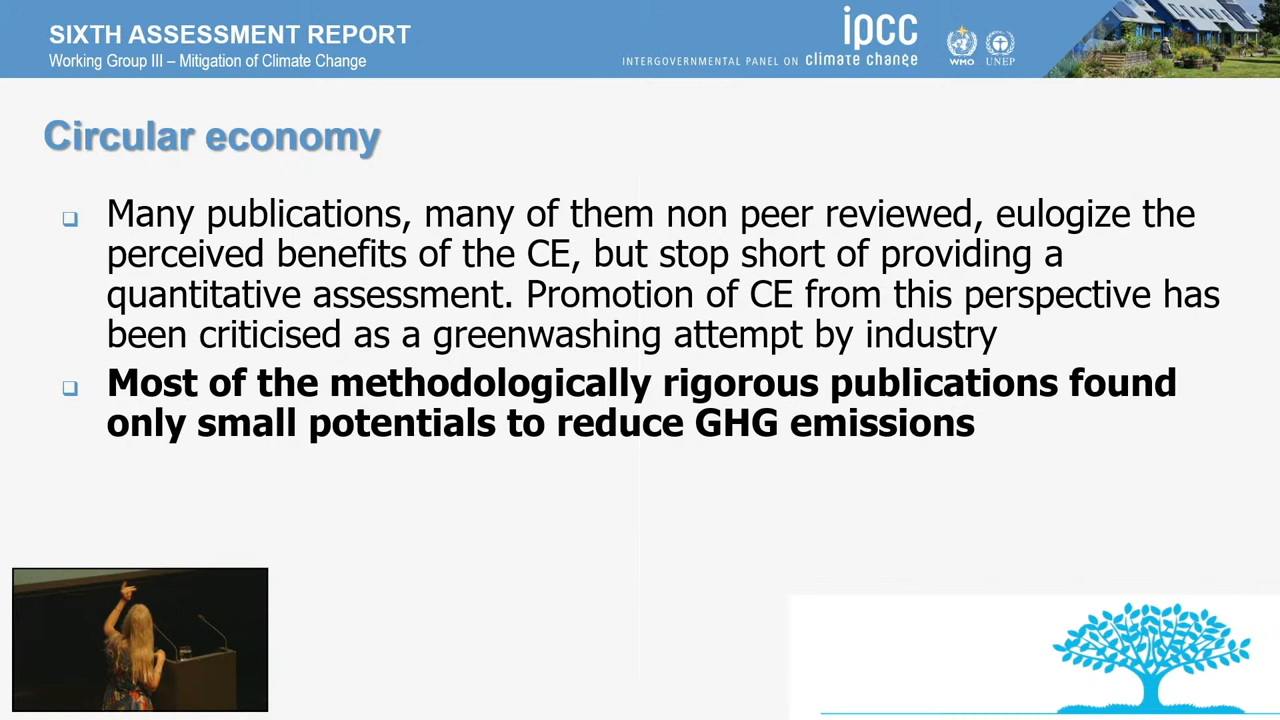 SIXTH ASSESSMENT REPORT
Working Group III – Mitigation of Climate Change
ipcc
INTERGOVERNMENTAL PANEL ON climate change
WMO
UNEP
Circular economy
Many publications, many of them non peer reviewed, eulogize the
perceived benefits of the CE, but stop short of providing a
quantitative assessment. Promotion of CE from this perspective has
been criticised as a greenwashing attempt by industry
Most of the methodologically rigorous publications found
only small potentials to reduce GHG emissions